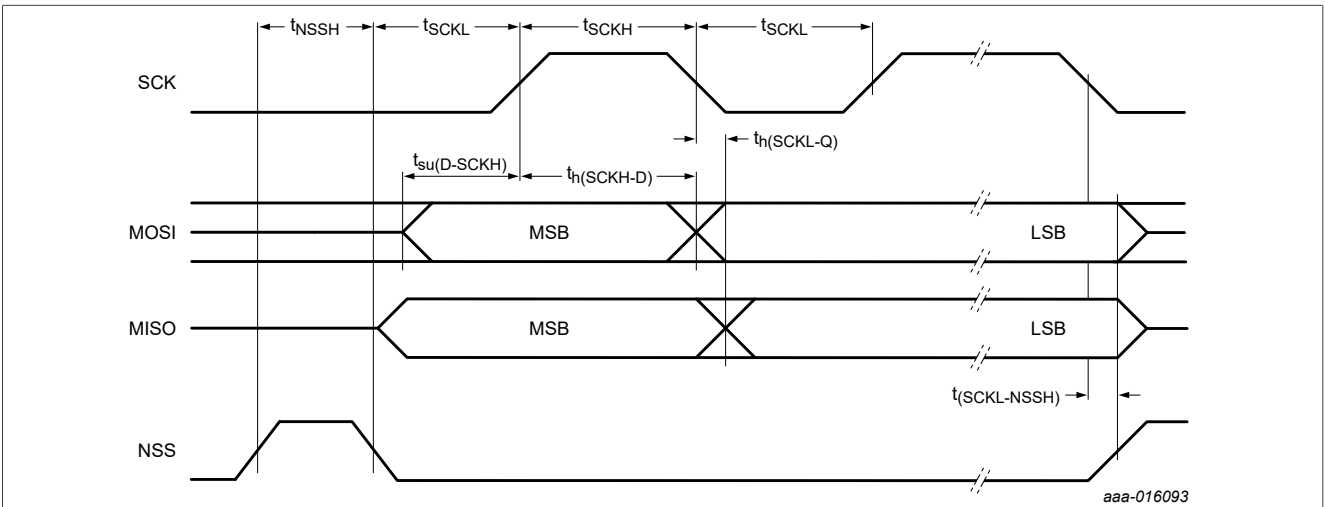 tNSSH tSCKL tSCKH tSCKL
SCK
th(SCKL-Q)
tsu(D-SCKH)
th(SCKH-D)
MOSI MSB LSB
MISO MSB LSB
t(SCKL-NSSH)
NSS
aaa-016093